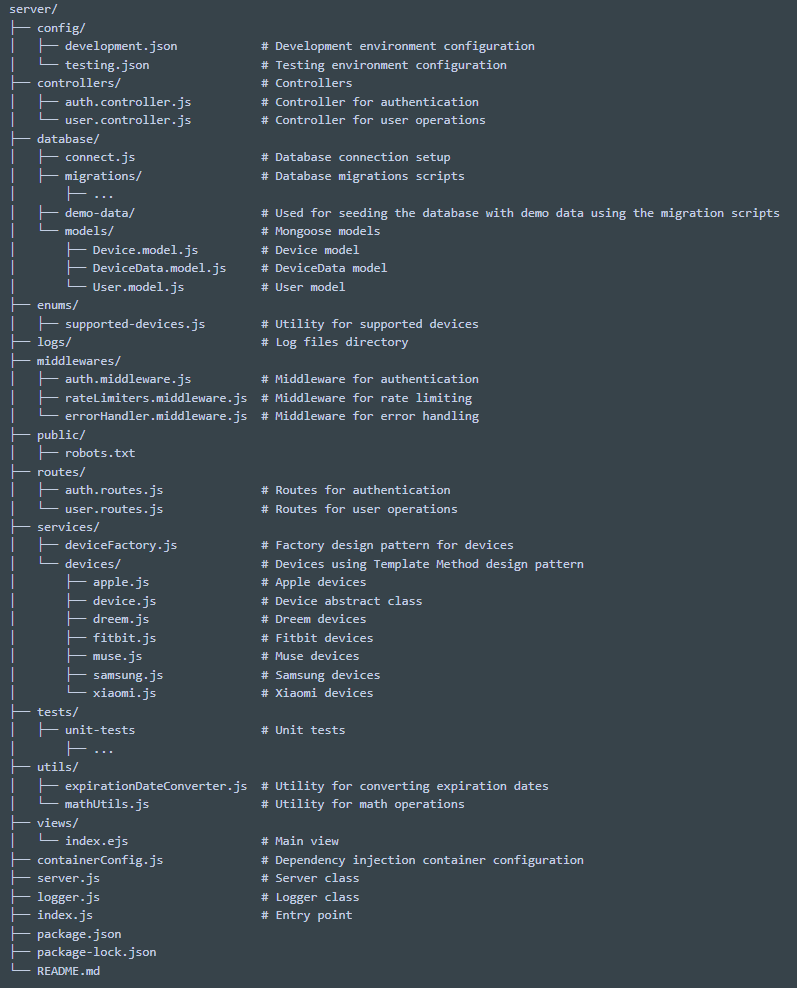 server/
├── config/
│   ├── development.json            # Development environment configuration
│   └── testing.json                # Testing environment configuration
├── controllers/                    # Controllers
│   ├── auth.controller.js          # Controller for authentication
│   └── user.controller.js          # Controller for user operations
├── database/
│   ├── connect.js                  # Database connection setup
│   ├── migrations/                 # Database migrations scripts
│       ├── ...
│   ├── demo-data/                  # Used for seeding the database with demo data using the migration scripts
│   └── models/                     # Mongoose models
│       ├── Device.model.js         # Device model
│       ├── DeviceData.model.js     # DeviceData model
│       └── User.model.js           # User model
├── enums/
│   ├── supported-devices.js        # Utility for supported devices
├── logs/                           # Log files directory
├── middlewares/
│   ├── auth.middleware.js          # Middleware for authentication
│   ├── rateLimiters.middleware.js  # Middleware for rate limiting
│   └── errorHandler.middleware.js  # Middleware for error handling
├── public/
│   ├── robots.txt
├── routes/
│   ├── auth.routes.js              # Routes for authentication
│   └── user.routes.js              # Routes for user operations
├── services/
│   ├── deviceFactory.js            # Factory design pattern for devices
│   └── devices/                    # Devices using Template Method design pattern
│       ├── apple.js                # Apple devices
│       ├── device.js               # Device abstract class
│       ├── dreem.js                # Dreem devices
│       ├── fitbit.js               # Fitbit devices
│       ├── muse.js                 # Muse devices
│       ├── samsung.js              # Samsung devices
│       └── xiaomi.js               # Xiaomi devices
├── tests/
│   ├── unit-tests                  # Unit tests
│       ├── ...
├── utils/
│   ├── expirationDateConverter.js  # Utility for converting expiration dates
│   └── mathUtils.js                # Utility for math operations
├── views/
│   └── index.ejs                   # Main view
├── containerConfig.js              # Dependency injection container configuration
├── server.js                       # Server class
├── logger.js                       # Logger class
├── index.js                        # Entry point
├── package.json
├── package-lock.json
└── README.md